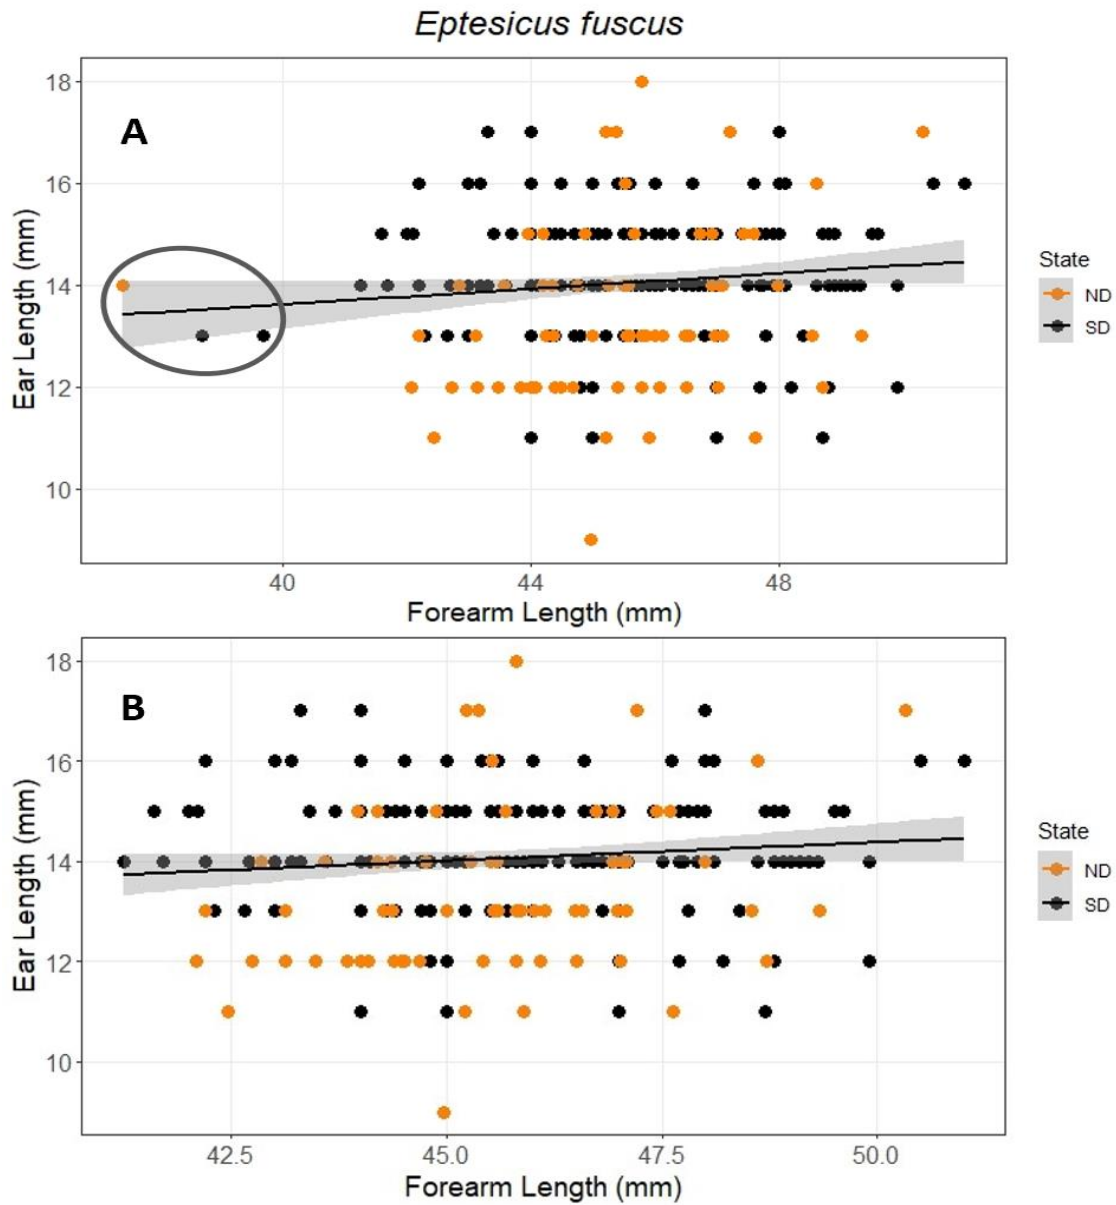 Eptesicus fuscus
A
18
16
14
12
10
Ear Length (mm)
40 44 48
Forearm Length (mm)
State
ND
SD
B
18
16
14
12
10
Ear Length (mm)
42.5 45.0 47.5 50.0
Forearm Length (mm)
State
ND
SD